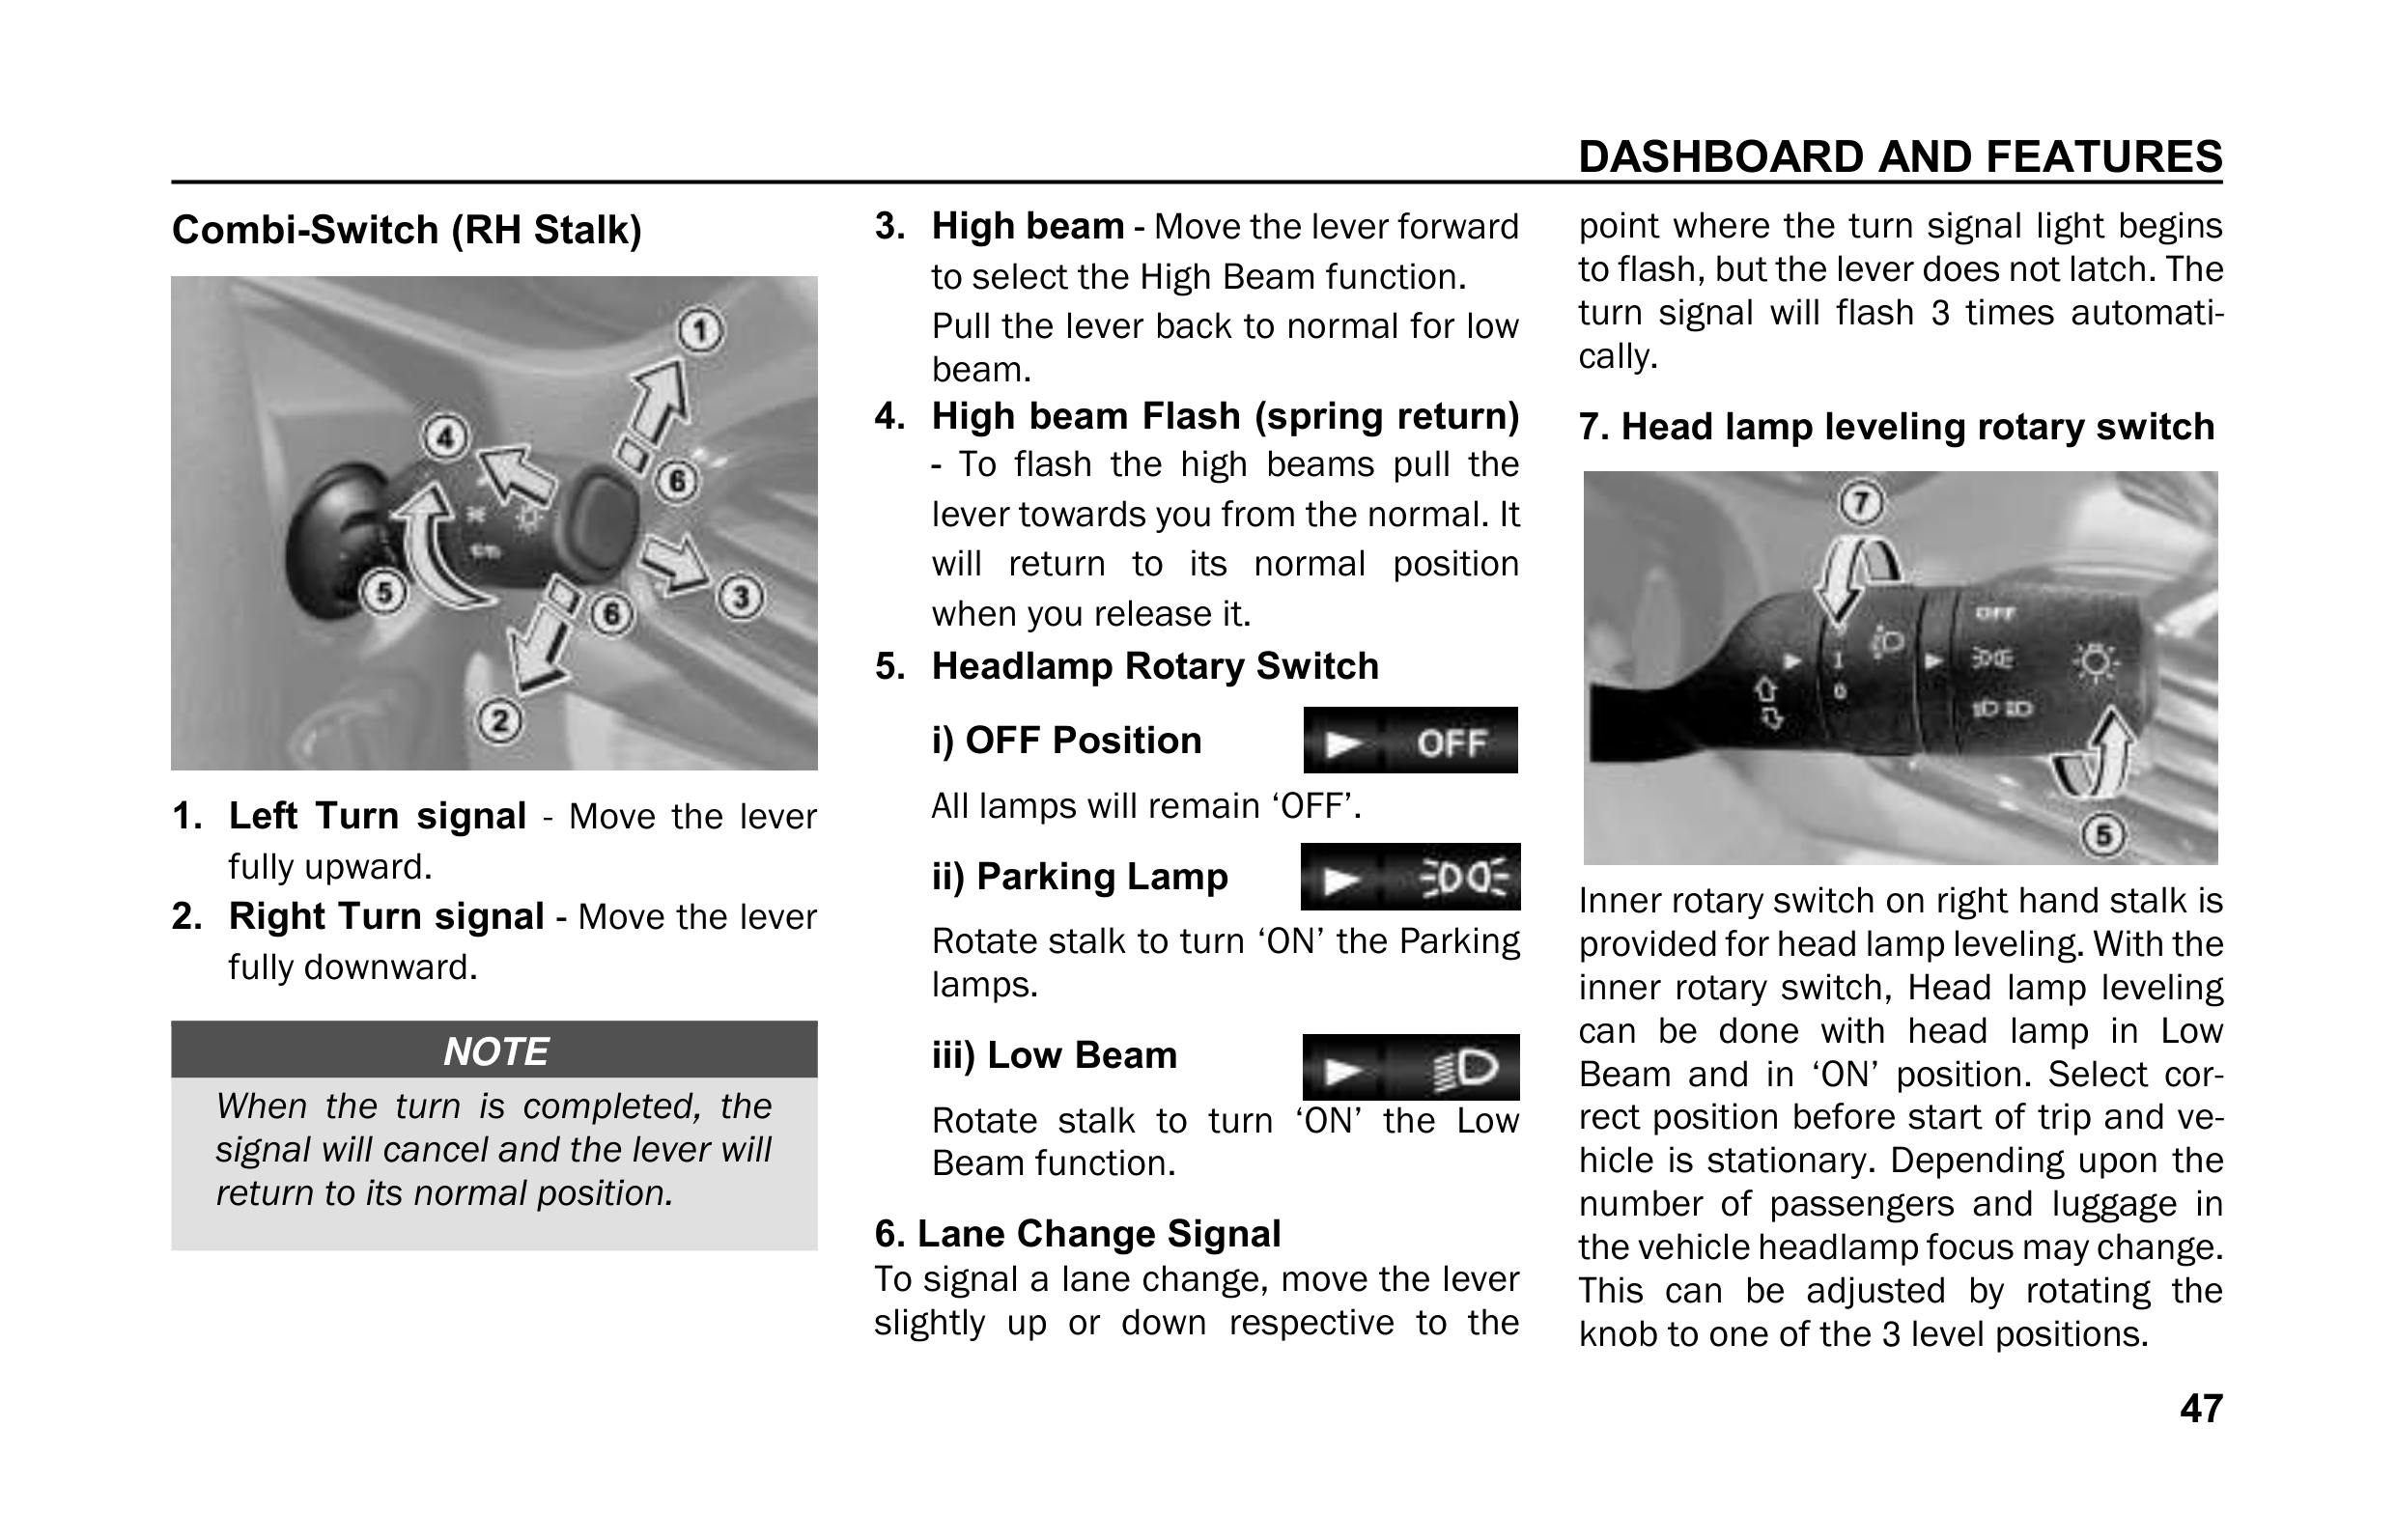 DASHBOARD AND FEATURES
Combi-Switch (RH Stalk)
1
4
6
5
6
3
2
1. Left Turn signal - Move the lever
fully upward.
2. Right Turn signal - Move the lever
fully downward.
NOTE
When the turn is completed, the
signal will cancel and the lever will
return to its normal position.
3. High beam - Move the lever forward
to select the High Beam function.
Pull the lever back to normal for low
beam.
4. High beam Flash (spring return)
- To flash the high beams pull the
lever towards you from the normal. It
will return to its normal position
when you release it.
5. Headlamp Rotary Switch
i) OFF Position
OFF
All lamps will remain ‘OFF’.
ii) Parking Lamp
Rotate stalk to turn ‘ON’ the Parking
lamps.
iii) Low Beam
Rotate stalk to turn ‘ON’ the Low
Beam function.
6. Lane Change Signal
To signal a lane change, move the lever
slightly up or down respective to the
point where the turn signal light begins
to flash, but the lever does not latch. The
turn signal will flash 3 times automati-
cally.
7. Head lamp leveling rotary switch
7
OFF
1
0
5
Inner rotary switch on right hand stalk is
provided for head lamp leveling. With the
inner rotary switch, Head lamp leveling
can be done with head lamp in Low
Beam and in ‘ON’ position. Select cor-
rect position before start of trip and ve-
hicle is stationary. Depending upon the
number of passengers and luggage in
the vehicle headlamp focus may change.
This can be adjusted by rotating the
knob to one of the 3 level positions.
47